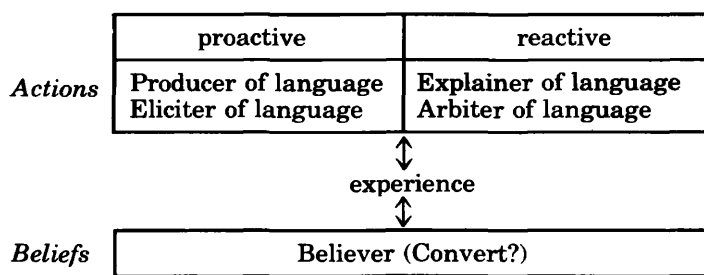 proactive reactive
Actions Producer of language Explainer of language
Eliciter of language Arbiter of language
experience
Beliefs Believer (Convert?)